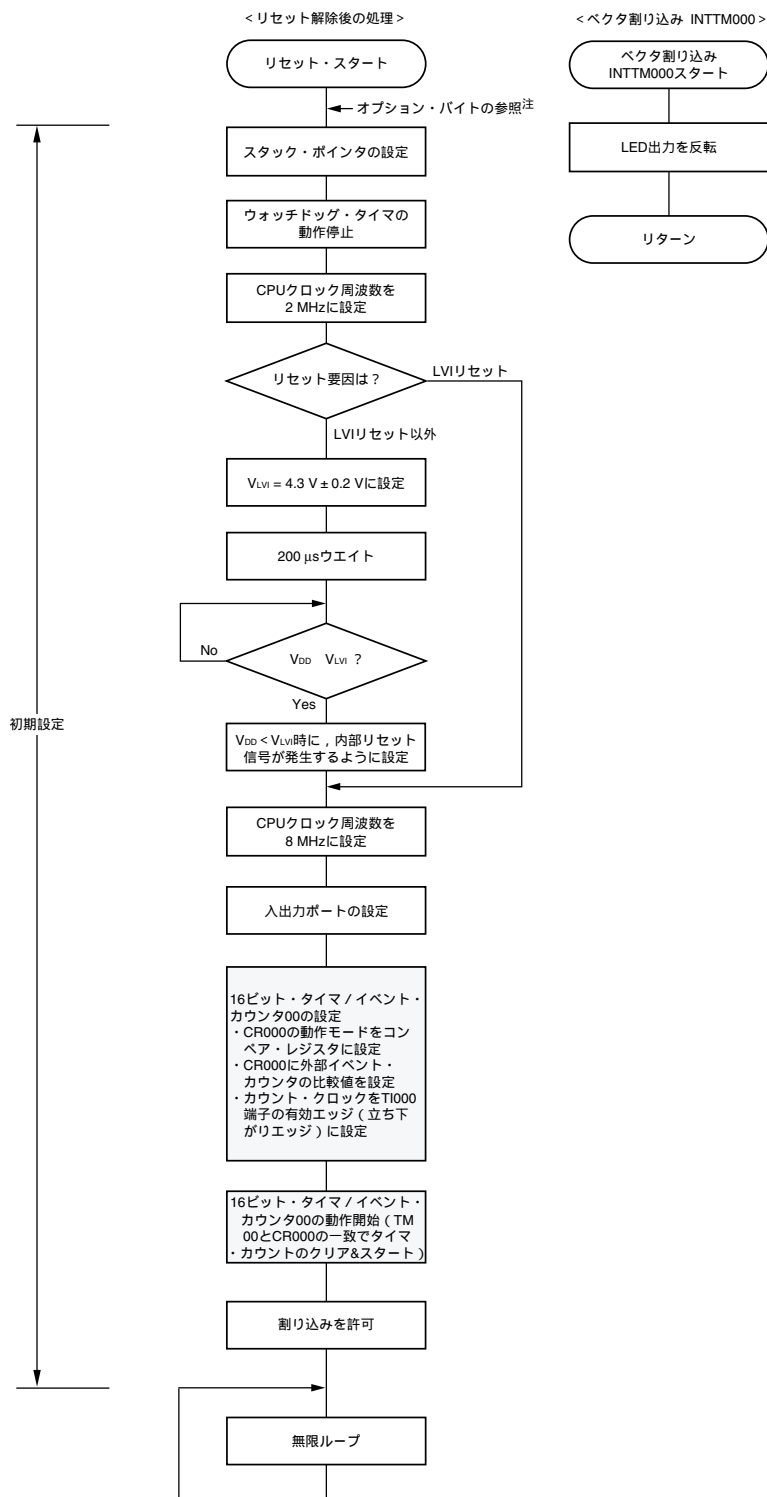 ＜リセット解除後の処理＞
リセット・スタート
オプション・バイトの参照注
スタック・ポインタの設定
ウォッチドッグ・タイマの
動作停止
CPUクロック周波数を
2 MHzに設定
リセット要因は？
LVIリセット
LVIリセット以外
VLVI = 4.3 V ± 0.2 Vに設定
200 μsウエイト
No
VDD VLVI ？
Yes
VDD < VLVI時に，内部リセット
信号が発生するように設定
初期設定
CPUクロック周波数を
8 MHzに設定
入出力ポートの設定
16ビット・タイマ／イベント・
カウンタ00の設定
・CR000の動作モードをコン
ペア・レジスタに設定
・CR000に外部イベント・
カウンタの比較値を設定
・カウント・クロックをTI000
端子の有効エッジ（立ち下
がりエッジ）に設定
16ビット・タイマ／イベント・
カウンタ00の動作開始（TM
00とCR000の一致でタイマ
・カウントのクリア&スタート）
割り込みを許可
無限ループ
＜ベクタ割り込み INTTM000＞
ベクタ割り込み
INTTM000スタート
LED出力を反転
リターン